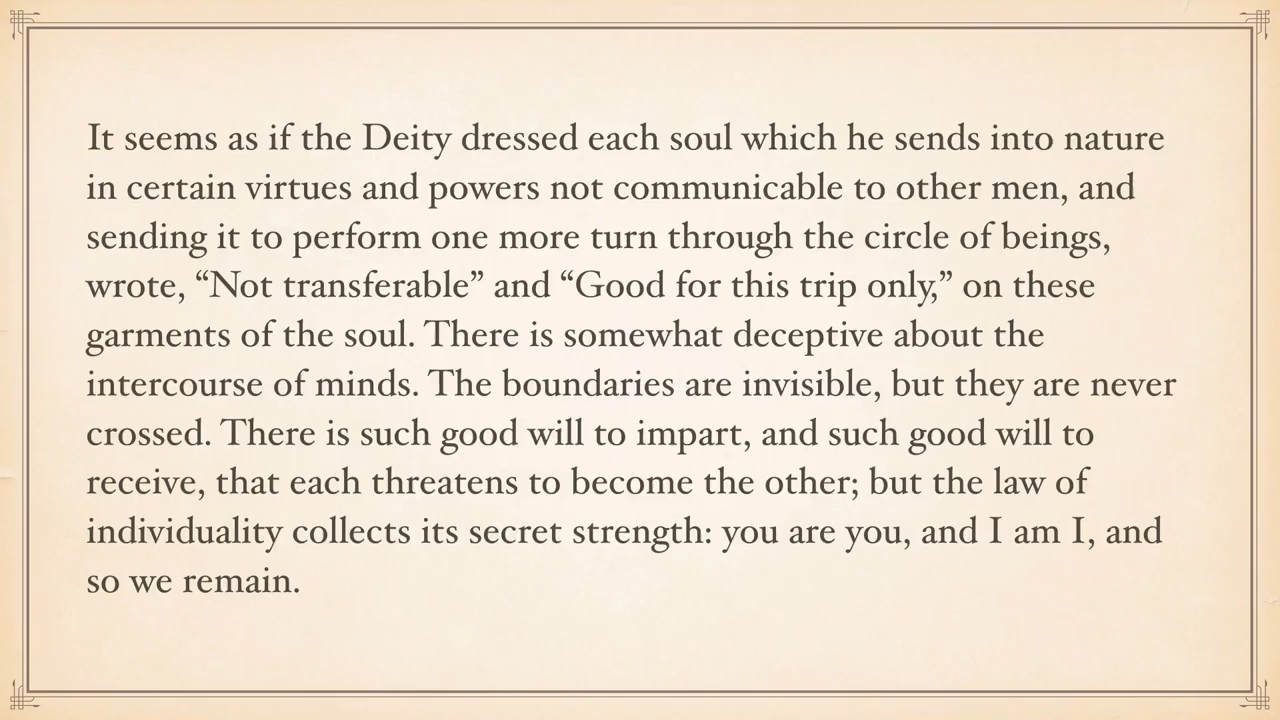 It seems as if the Deity dressed each soul which he sends into nature
in certain virtues and powers not communicable to other men, and
sending it to perform one more turn through the circle of beings,
wrote, “Not transferable” and “Good for this trip only,” on these
garments of the soul. There is somewhat deceptive about the
intercourse of minds. The boundaries are invisible, but they are never
crossed. There is such good will to impart, and such good will to
receive, that each threatens to become the other; but the law of
individuality collects its secret strength: you are you, and I am I, and
so we remain.